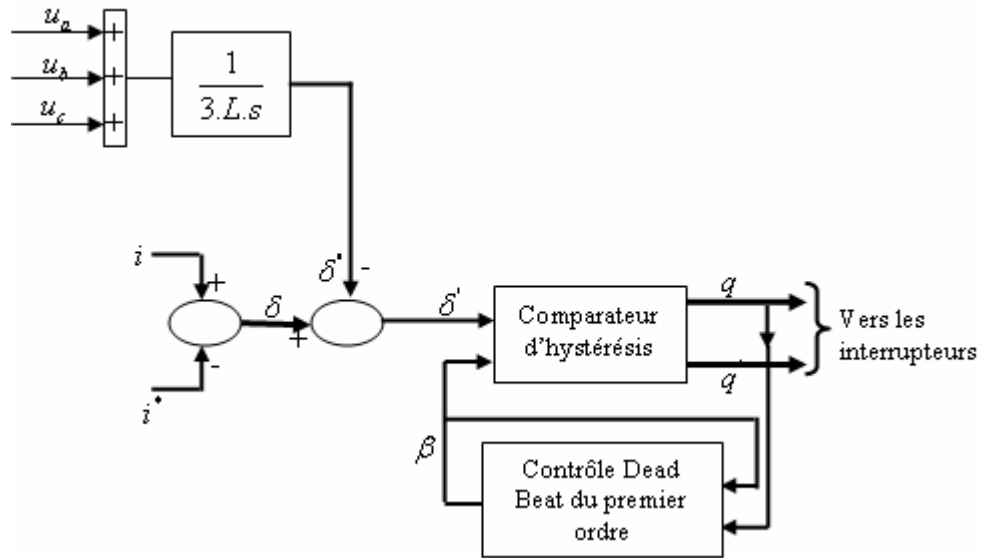 u_a
+
u_b
+
u_c
+
1
3.L.s
i
+
δ
+
-
i*
δ"
-
δ'
Comparateur
d'hystérésis
q
q
Vers les
interrupteurs
β
Contrôle Dead
Beat du premier
ordre